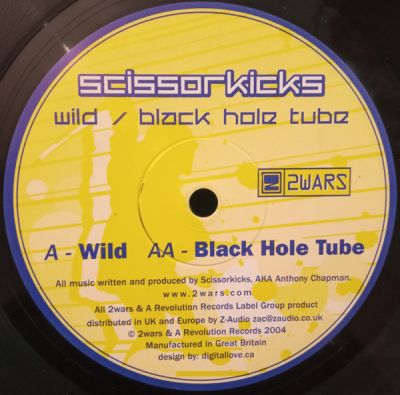 scissorkicks
wild / black hole tube
2WARS
A - Wild AA - Black Hole Tube
All music written and produced by Scissorkicks, AKA Anthony Chapman.
www.2wars.com
All 2wars & A Revolution Records Label Group product
distributed in UK and Europe by Z-Audio zac@zaudio.co.uk
© 2wars & A Revolution Records 2004
Manufactured in Great Britain
design by: digitallove.ca